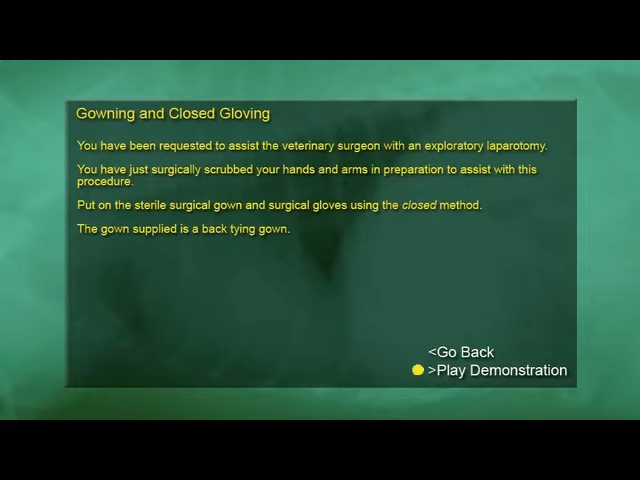 Gowning and Closed Gloving
You have been requested to assist the veterinary surgeon with an exploratory laparotomy.
You have just surgically scrubbed your hands and arms in preparation to assist with this
procedure.
Put on the sterile surgical gown and surgical gloves using the closed method.
The gown supplied is a back tying gown.
<Go Back
>Play Demonstration